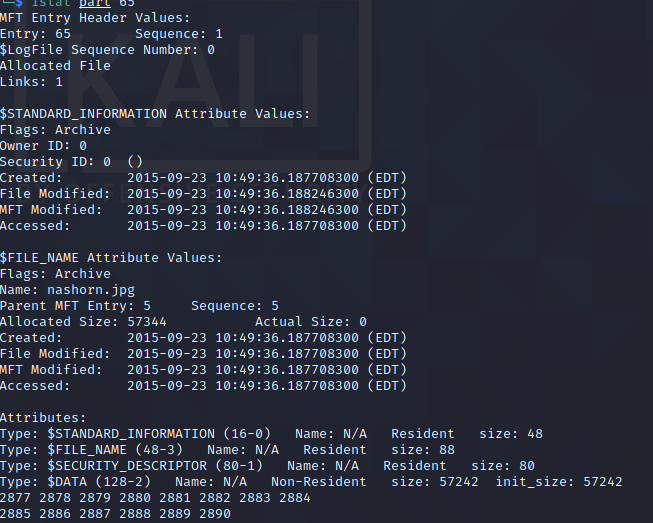 └─$ istat part 65
MFT Entry Header Values:
Entry: 65        Sequence: 1
$LogFile Sequence Number: 0
Allocated File
Links: 1
$STANDARD_INFORMATION Attribute Values:
Flags: Archive
Owner ID: 0
Security ID: 0  ()
Created:        2015-09-23 10:49:36.187708300 (EDT)
File Modified:  2015-09-23 10:49:36.188246300 (EDT)
MFT Modified:   2015-09-23 10:49:36.188246300 (EDT)
Accessed:       2015-09-23 10:49:36.187708300 (EDT)
$FILE_NAME Attribute Values:
Flags: Archive
Name: nashorn.jpg
Parent MFT Entry: 5     Sequence: 5
Allocated Size: 57344           Actual Size: 0
Created:        2015-09-23 10:49:36.187708300 (EDT)
File Modified:  2015-09-23 10:49:36.187708300 (EDT)
MFT Modified:   2015-09-23 10:49:36.187708300 (EDT)
Accessed:       2015-09-23 10:49:36.187708300 (EDT)
Attributes:
Type: $STANDARD_INFORMATION (16-0)   Name: N/A   Resident   size: 48
Type: $FILE_NAME (48-3)   Name: N/A   Resident   size: 88
Type: $SECURITY_DESCRIPTOR (80-1)   Name: N/A   Resident   size: 80
Type: $DATA (128-2)   Name: N/A   Non-Resident   size: 57242  init_size: 57242
2877 2878 2879 2880 2881 2882 2883 2884
2885 2886 2887 2888 2889 2890
KALI